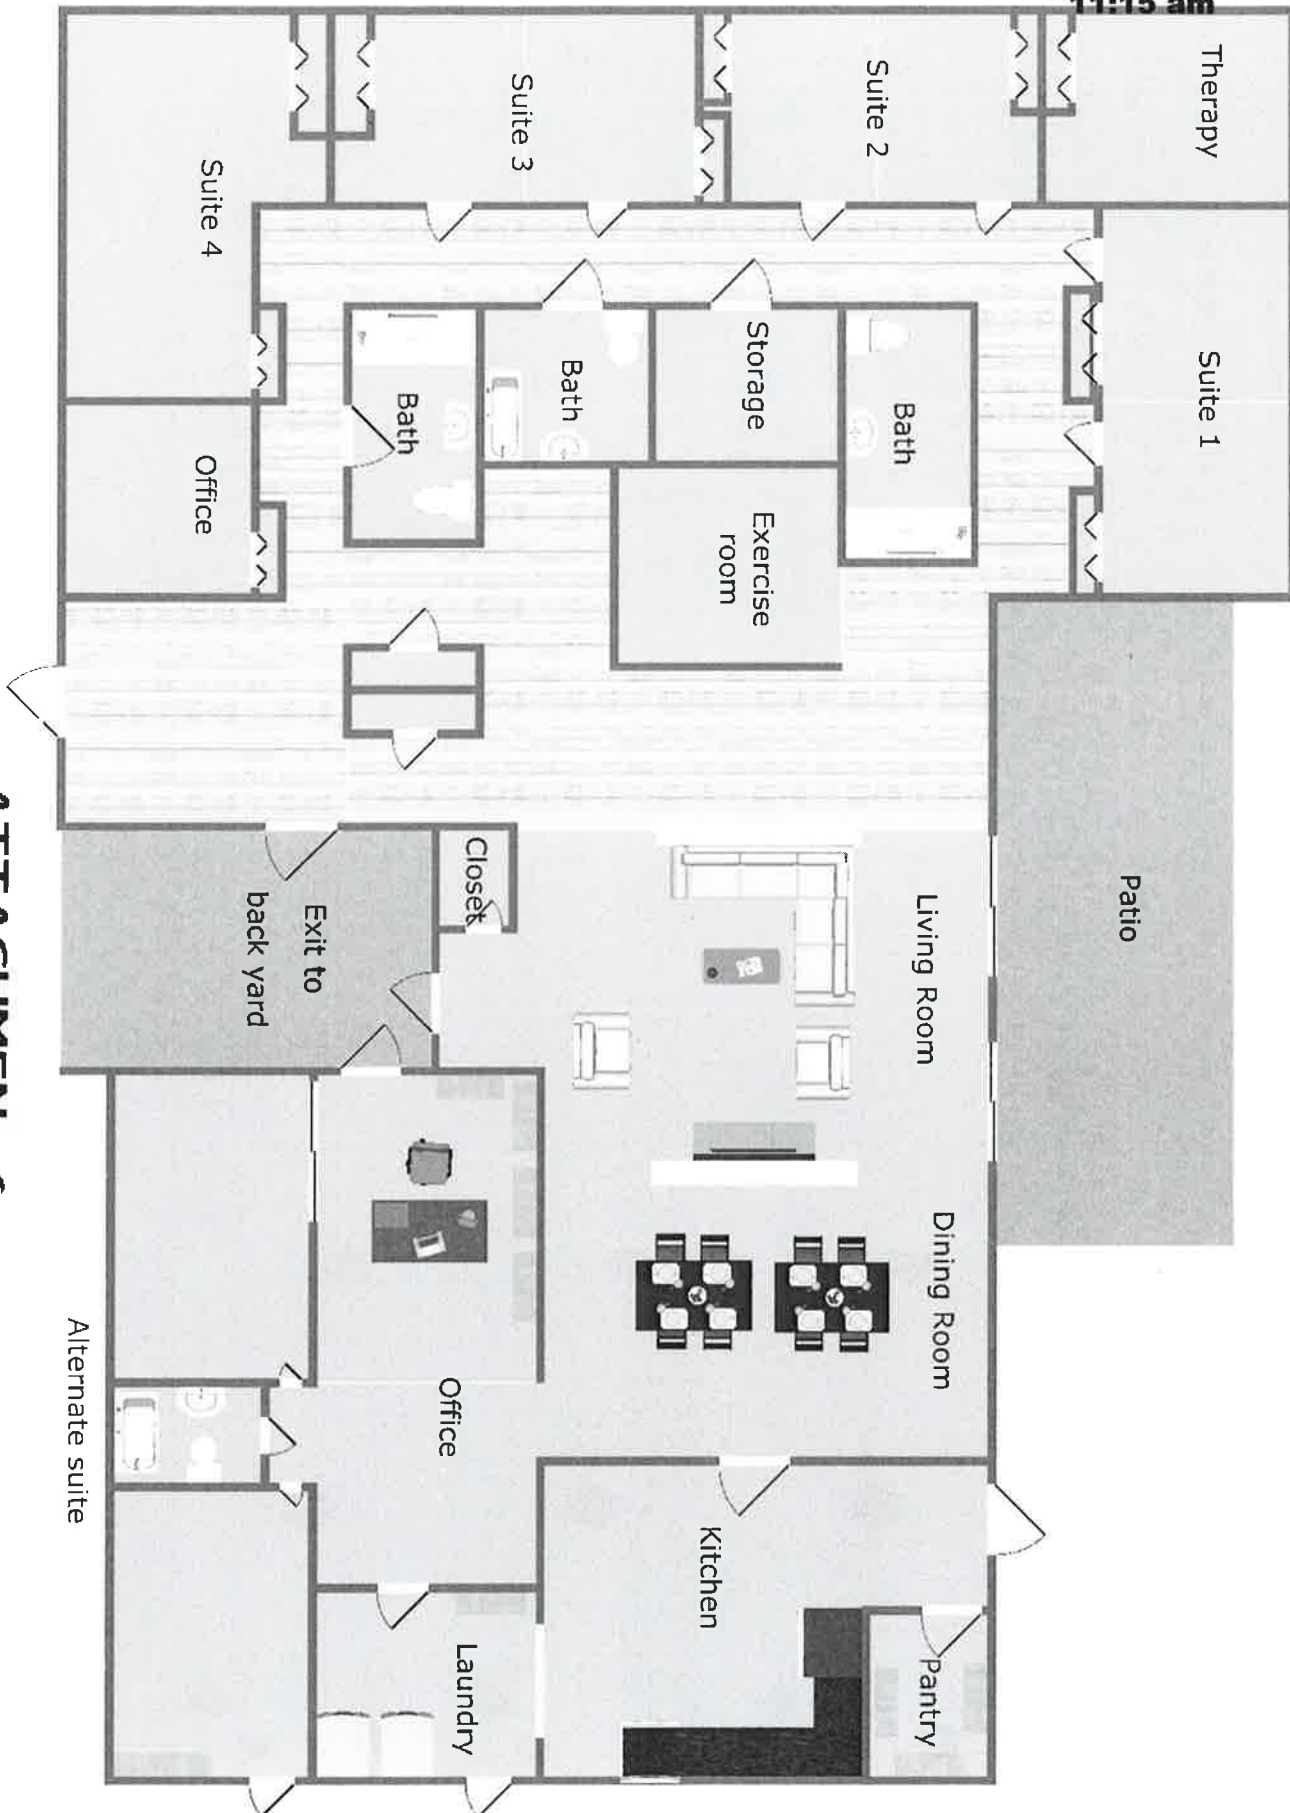 11:15 am
Therapy
Suite 1
Patio
Suite 2
Bath
Living Room
Dining Room
Pantry
Storage
Exercise
room
Kitchen
Suite 3
Bath
Closet
Laundry
Office
Bath
Exit to
back yard
Suite 4
Office
Alternate suite